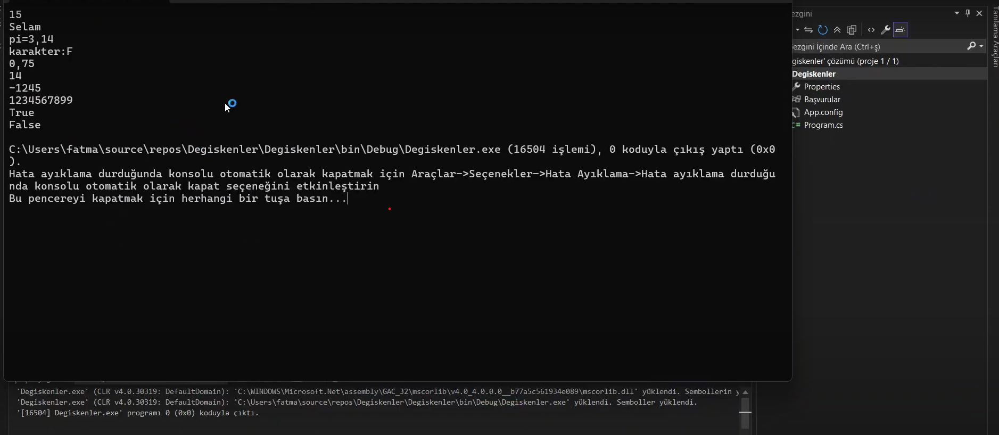 15
Selam
pi=3,14
karakter:F
0,75
14
-1245
1234567899
True
False
C:\Users\fatma\source\repos\Degiskenler\Degiskenler\bin\Debug\Degiskenler.exe (16504 işlemi), 0 koduyla çıkış yaptı (0x0
).
Hata ayıklama durduğunda konsolu otomatik olarak kapatmak için Araçlar->Seçenekler->Hata Ayıklama->Hata ayıklama durduğu
nda konsolu otomatik olarak kapat seçeneğini etkinleştirin
Bu pencereyi kapatmak için herhangi bir tuşa basın...
ezgini
ezgini İçinde Ara (Ctrl+ş)
giskenler' çözümü (proje 1 / 1)
Degiskenler
Properties
Başvurular
App.config
C# Program.cs
Tanılama Araçları
'Degiskenler.exe' (CLR v4.0.30319: DefaultDomain): 'C:\WINDOWS\Microsoft.Net\assembly\GAC_32\mscorlib\v4.0_4.0.0.0__b77a5c561934e089\mscorlib.dll' yüklendi. Sembollerin y
'Degiskenler.exe' (CLR v4.0.30319: DefaultDomain): 'C:\Users\fatma\source\repos\Degiskenler\Degiskenler\bin\Debug\Degiskenler.exe' yüklendi. Semboller yüklendi.
'[16504] Degiskenler.exe' programı 0 (0x0) koduyla çıktı.